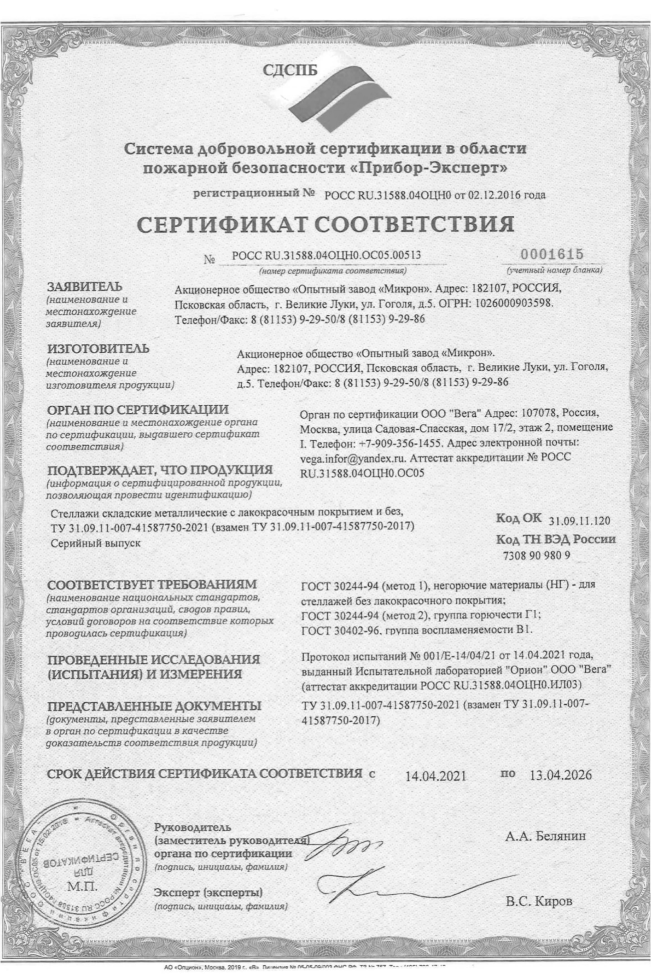 СДСПБ
Система добровольной сертификации в области
пожарной безопасности «Прибор-Эксперт»
регистрационный № РОСС RU.31588.04ОЦН0 от 02.12.2016 года
СЕРТИФИКАТ СООТВЕТСТВИЯ
№ РОСС RU.31588.04ОЦН0.ОС05.00513 0001615
(номер сертификата соответствия) (учетный номер бланка)
ЗАЯВИТЕЛЬ
(наименование и
местонахождение
заявителя)
Акционерное общество «Опытный завод «Микрон». Адрес: 182107, РОССИЯ,
Псковская область, г. Великие Луки, ул. Гоголя, д.5. ОГРН: 1026000903598.
Телефон/Факс: 8 (81153) 9-29-50/8 (81153) 9-29-86
ИЗГОТОВИТЕЛЬ
(наименование и
местонахождение
изготовителя продукции)
Акционерное общество «Опытный завод «Микрон».
Адрес: 182107, РОССИЯ, Псковская область, г. Великие Луки, ул. Гоголя,
д.5. Телефон/Факс: 8 (81153) 9-29-50/8 (81153) 9-29-86
ОРГАН ПО СЕРТИФИКАЦИИ
(наименование и местонахождение органа
по сертификации, выдавшего сертификат
соответствия)
Орган по сертификации ООО "Вега" Адрес: 107078, Россия,
Москва, улица Садовая-Спасская, дом 17/2, этаж 2, помещение
I. Телефон: +7-909-356-1455. Адрес электронной почты:
vega.infor@yandex.ru. Аттестат аккредитации № РОСС
RU.31588.04ОЦН0.ОС05
ПОДТВЕРЖДАЕТ, ЧТО ПРОДУКЦИЯ
(информация о сертифицированной продукции,
позволяющая провести идентификацию)
Стеллажи складские металлические с лакокрасочным покрытием и без,
ТУ 31.09.11-007-41587750-2021 (взамен ТУ 31.09.11-007-41587750-2017)
Серийный выпуск
Код ОК 31.09.11.120
Код ТН ВЭД России
7308 90 980 9
СООТВЕТСТВУЕТ ТРЕБОВАНИЯМ
(наименование национальных стандартов,
стандартов организаций, сводов правил,
условий договоров на соответствие которых
проводилась сертификация)
ГОСТ 30244-94 (метод 1), негорючие материалы (НГ) - для
стеллажей без лакокрасочного покрытия;
ГОСТ 30244-94 (метод 2), группа горючести Г1;
ГОСТ 30402-96, группа воспламеняемости В1.
ПРОВЕДЕННЫЕ ИССЛЕДОВАНИЯ
(ИСПЫТАНИЯ) И ИЗМЕРЕНИЯ
Протокол испытаний № 001/Е-14/04/21 от 14.04.2021 года,
выданный Испытательной лабораторией "Орион" ООО "Вега"
(аттестат аккредитации РОСС RU.31588.04ОЦН0.ИЛ03)
ПРЕДСТАВЛЕННЫЕ ДОКУМЕНТЫ
(документы, представленные заявителем
в орган по сертификации в качестве
доказательств соответствия продукции)
ТУ 31.09.11-007-41587750-2021 (взамен ТУ 31.09.11-007-
41587750-2017)
СРОК ДЕЙСТВИЯ СЕРТИФИКАТА СООТВЕТСТВИЯ с 14.04.2021 по 13.04.2026
ДЛЯ
СЕРТИФИКАТОВ
М.П.
Руководитель
(заместитель руководителя)
органа по сертификации
(подпись, инициалы, фамилия)
А.А. Белянин
Эксперт (эксперты)
(подпись, инициалы, фамилия)
В.С. Киров
АО «Опцион», Москва, 2019 г., «В».